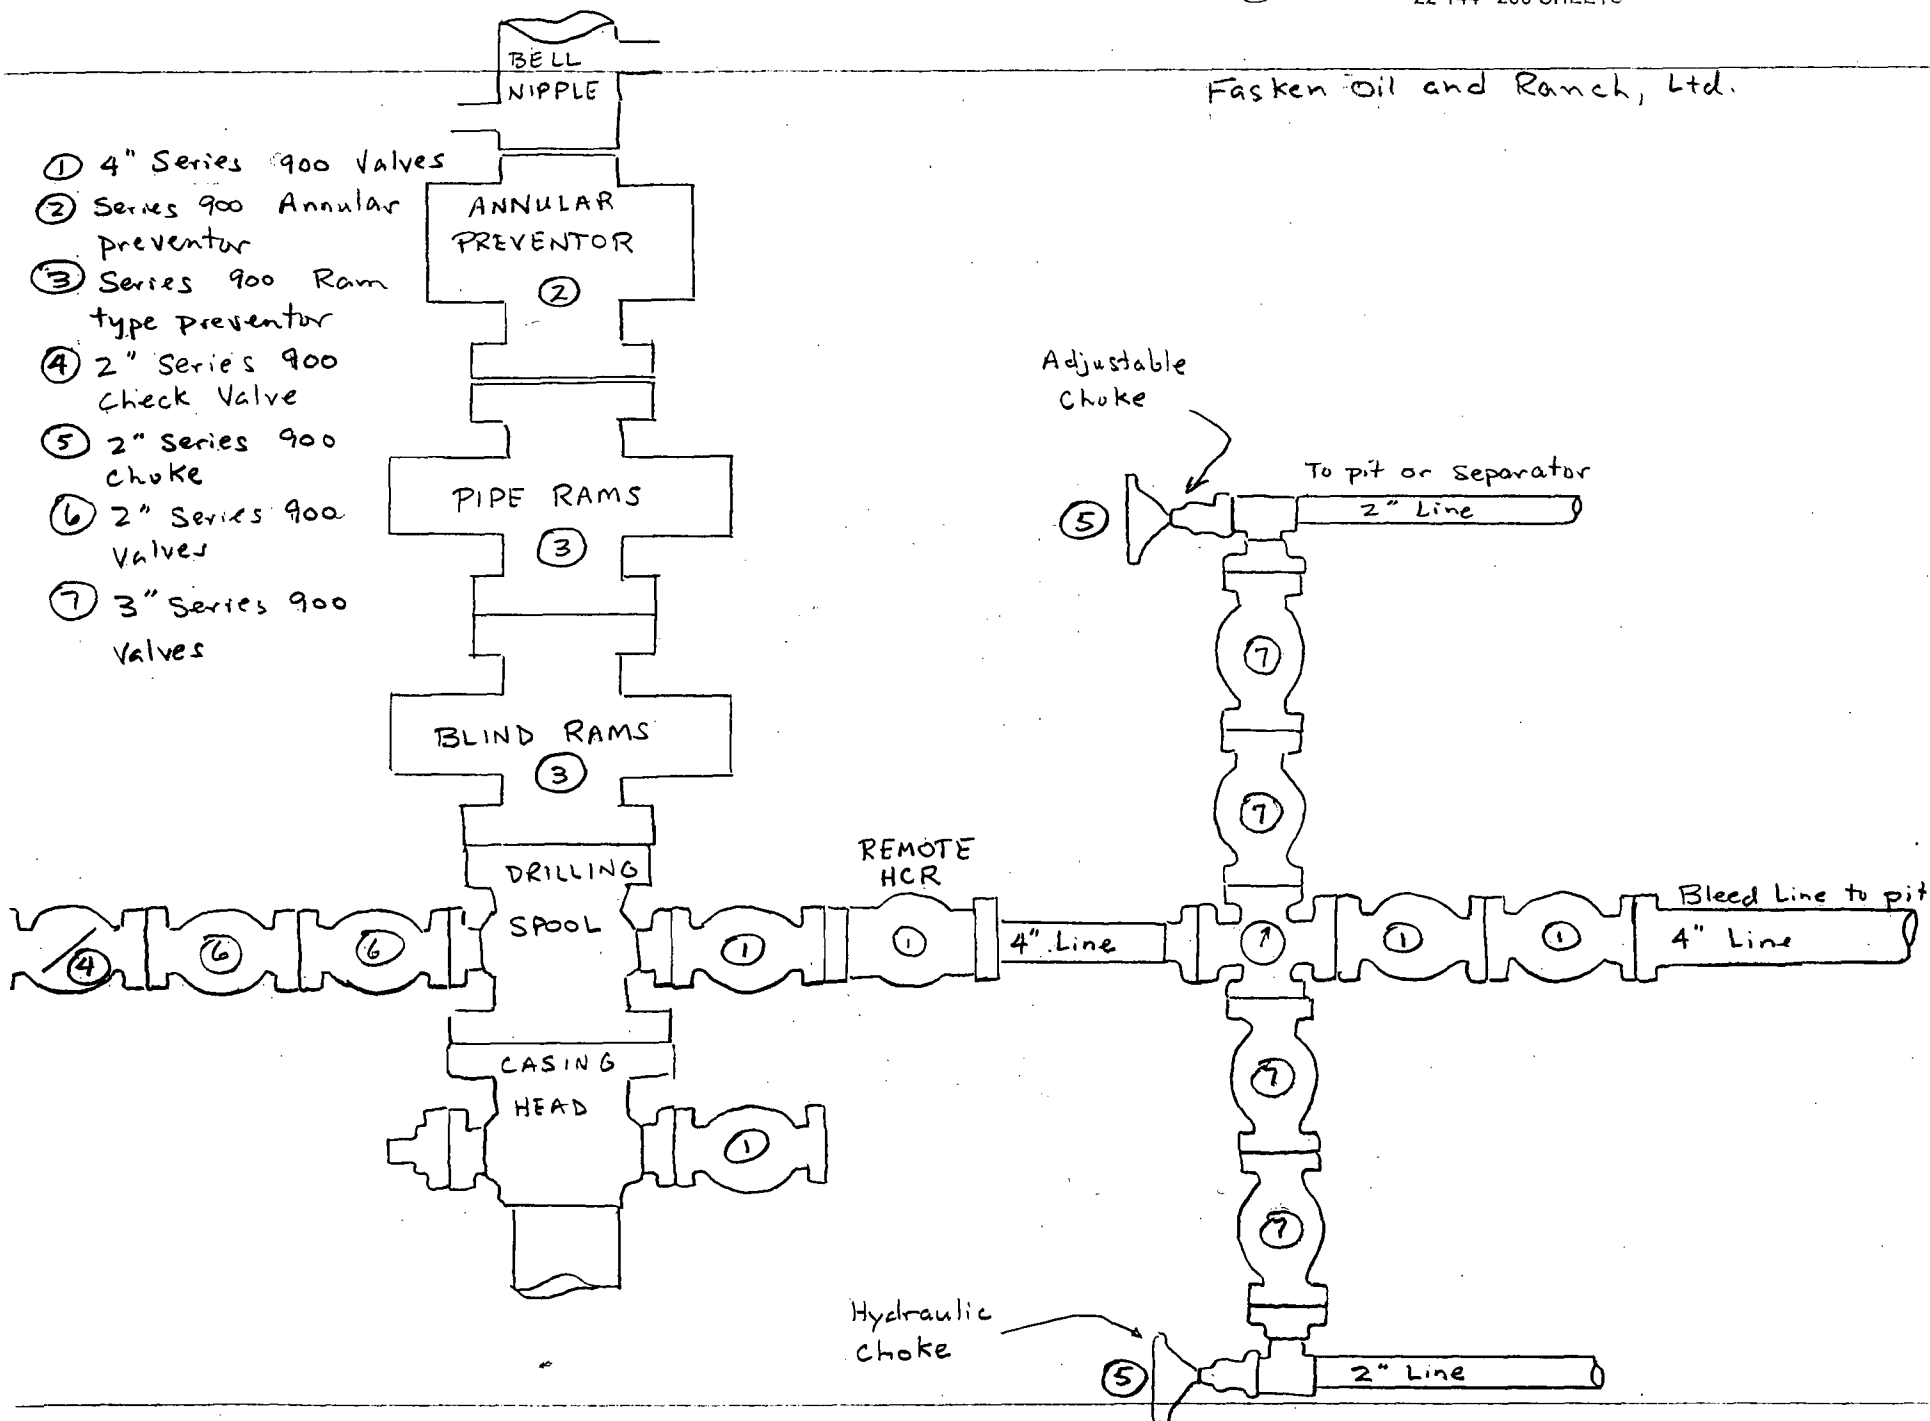 22-144 200 SHEETS
Fasken Oil and Ranch, Ltd.
BELL
NIPPLE
① 4" Series 900 Valves
② Series 900 Annular
preventor
③ Series 900 Ram
type preventor
④ 2" Series 900
Check Valve
⑤ 2" Series 900
choke
⑥ 2" Series 900
Valves
⑦ 3" Series 900
Valves
ANNULAR
PREVENTOR
②
PIPE RAMS
③
BLIND RAMS
③
DRILLING
SPOOL
④ ⑥ ⑥
① REMOTE
HCR
①
4" Line
① ①
Bleed Line to pit
4" Line
CASING
HEAD
①
Adjustable
Choke
⑤
To pit or Separator
2" Line
⑦
⑦
⑦
⑦
Hydraulic
choke
⑤
2" Line